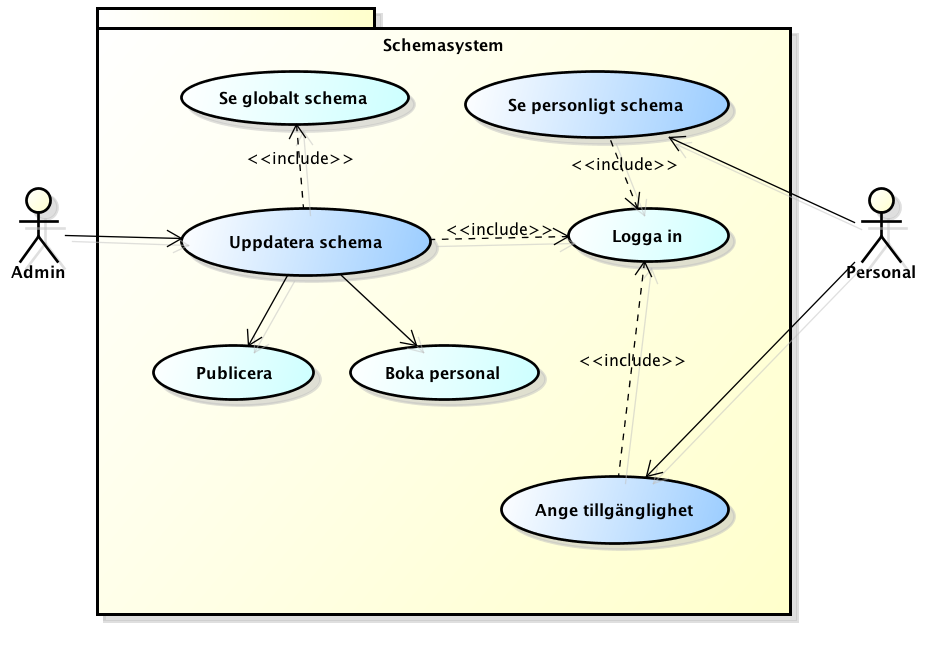 Schemasystem
Se globalt schema
Se personligt schema
<<include>>
<<include>>
Uppdatera schema
<<include>>
Logga in
Admin
Personal
<<include>>
Publicera
Boka personal
Ange tillgänglighet